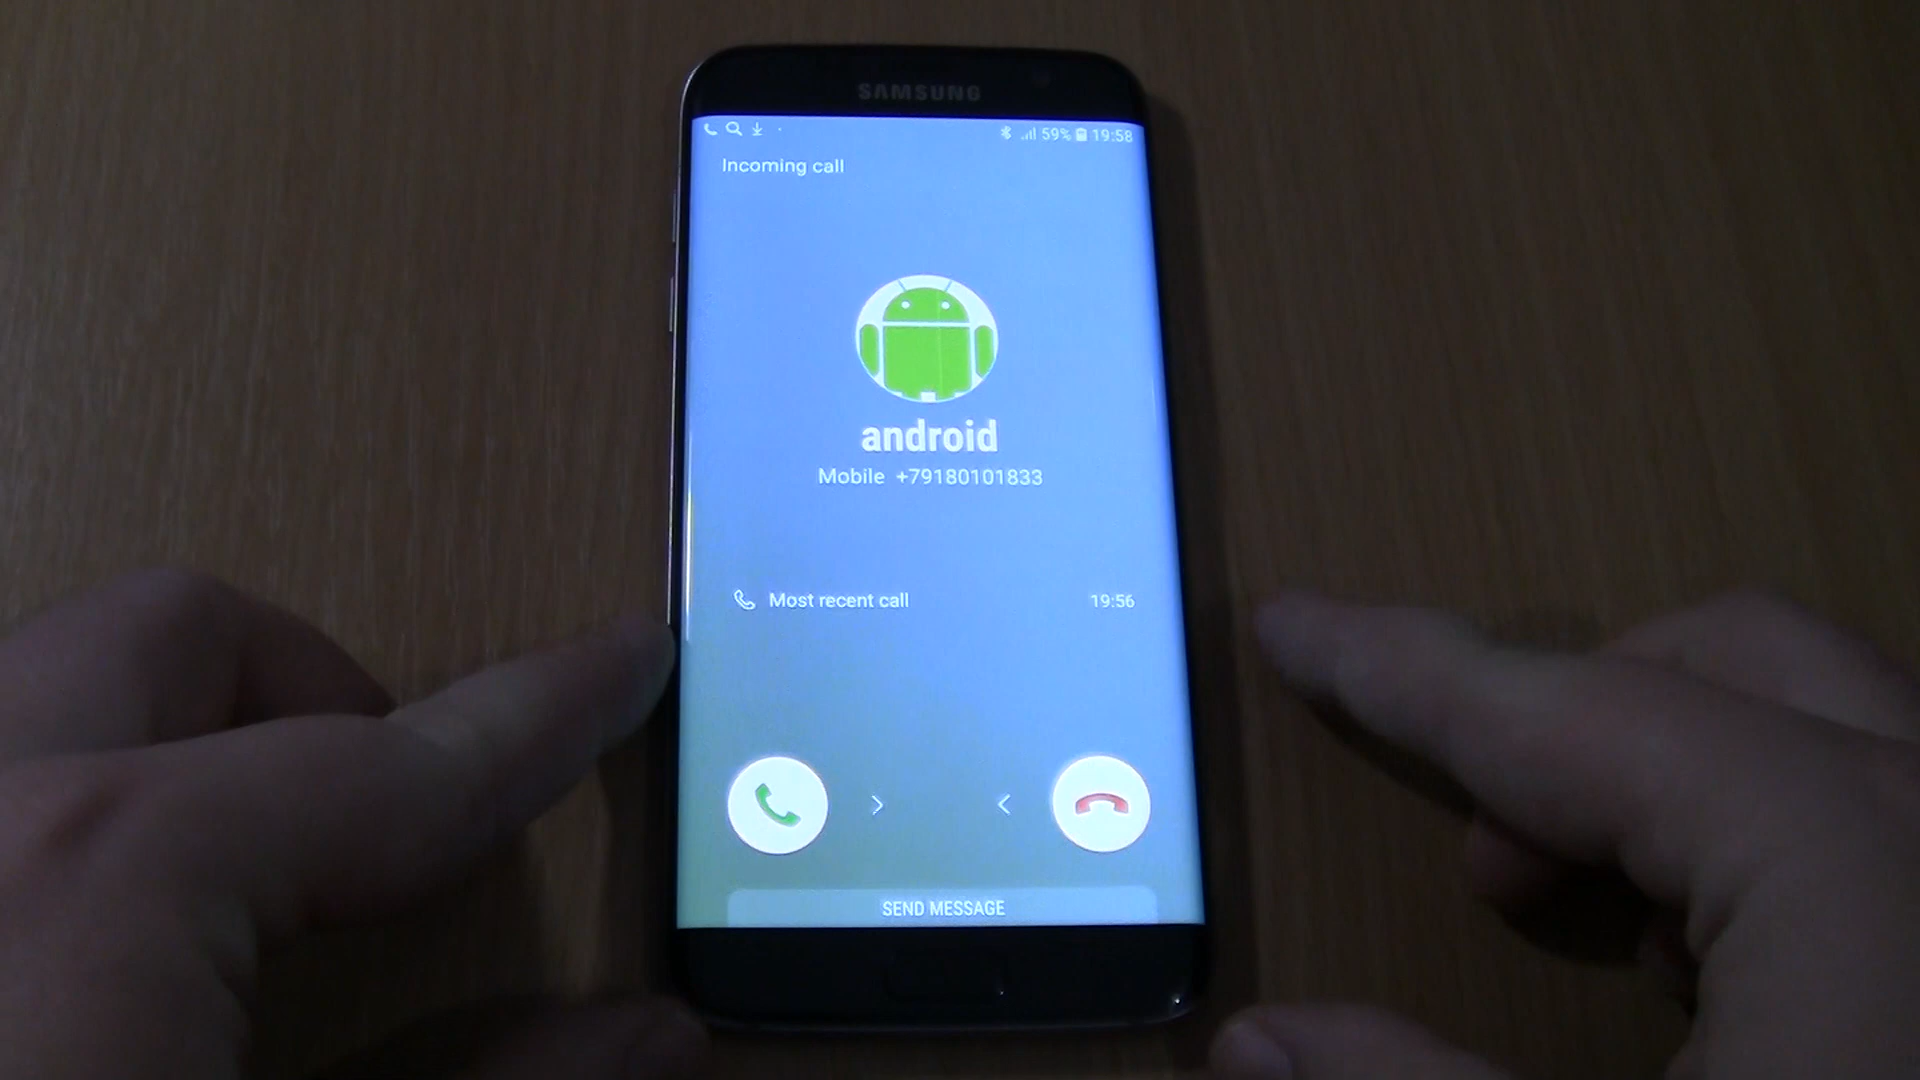 SAMSUNG
59% 19:58
Incoming call
android
Mobile +79180101833
Most recent call 19:56
SEND MESSAGE